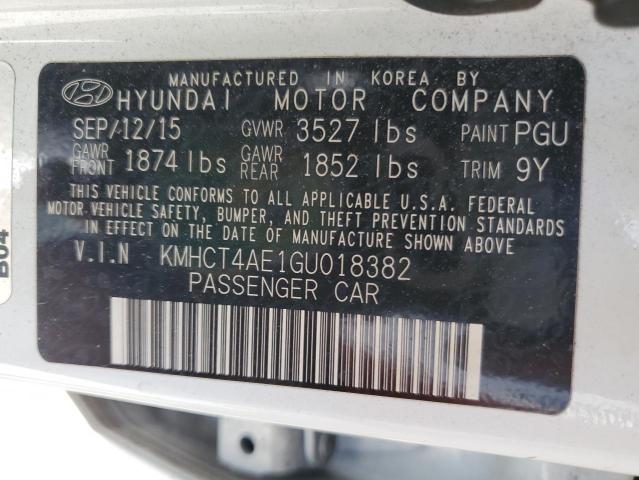 MANUFACTURED IN KOREA BY
HYUNDAI MOTOR COMPANY
SEP/12/15 GVWR 3527 lbs PAINT PGU
GAWR FRONT 1874 lbs GAWR REAR 1852 lbs TRIM 9Y
THIS VEHICLE CONFORMS TO ALL APPLICABLE U.S.A. FEDERAL
MOTOR VEHICLE SAFETY, BUMPER, AND THEFT PREVENTION STANDARDS
IN EFFECT ON THE DATE OF MANUFACTURE SHOWN ABOVE
V.I.N KMHCT4AE1GU018382
PASSENGER CAR
B04